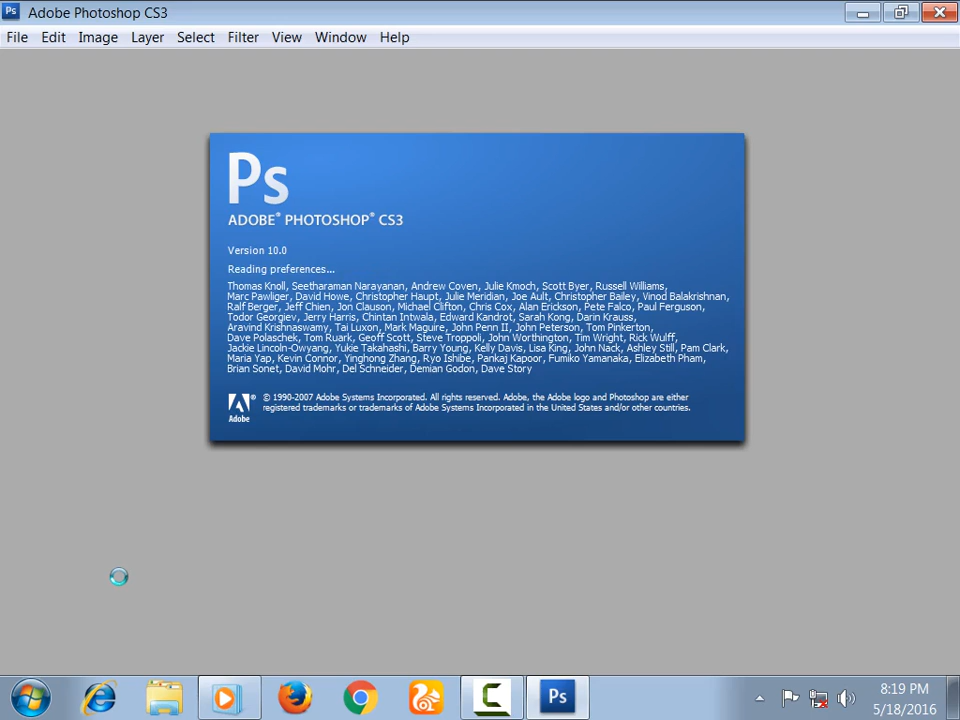 Ps Adobe Photoshop CS3
File Edit Image Layer Select Filter View Window Help
Ps
ADOBE® PHOTOSHOP® CS3
Version 10.0
Reading preferences...
Thomas Knoll, Seetharaman Narayanan, Andrew Coven, Julie Kmoch, Scott Byer, Russell Williams,
Marc Pawliger, David Howe, Christopher Haupt, Julie Meridian, Joe Ault, Christopher Bailey, Vinod Balakrishnan,
Ralf Berger, Jeff Chien, Jon Clauson, Michael Clifton, Chris Cox, Alan Erickson, Pete Falco, Paul Ferguson,
Todor Georgiev, Jerry Harris, Chintan Intwala, Edward Kandrot, Sarah Kong, Darin Krauss,
Aravind Krishnaswamy, Tai Luxon, Mark Maguire, John Penn II, John Peterson, Tom Pinkerton,
Dave Polaschek, Tom Ruark, Geoff Scott, Steve Troppoli, John Worthington, Tim Wright, Rick Wulff,
Jackie Lincoln-Owyang, Yukie Takahashi, Barry Young, Kelly Davis, Lisa King, John Nack, Ashley Still, Pam Clark,
Maria Yap, Kevin Connor, Yinghong Zhang, Ryo Ishibe, Pankaj Kapoor, Fumiko Yamanaka, Elizabeth Pham,
Brian Sonet, David Mohr, Del Schneider, Demian Godon, Dave Story
© 1990-2007 Adobe Systems Incorporated. All rights reserved. Adobe, the Adobe logo and Photoshop are either
registered trademarks or trademarks of Adobe Systems Incorporated in the United States and/or other countries.
Adobe
Ps
8:19 PM
5/18/2016